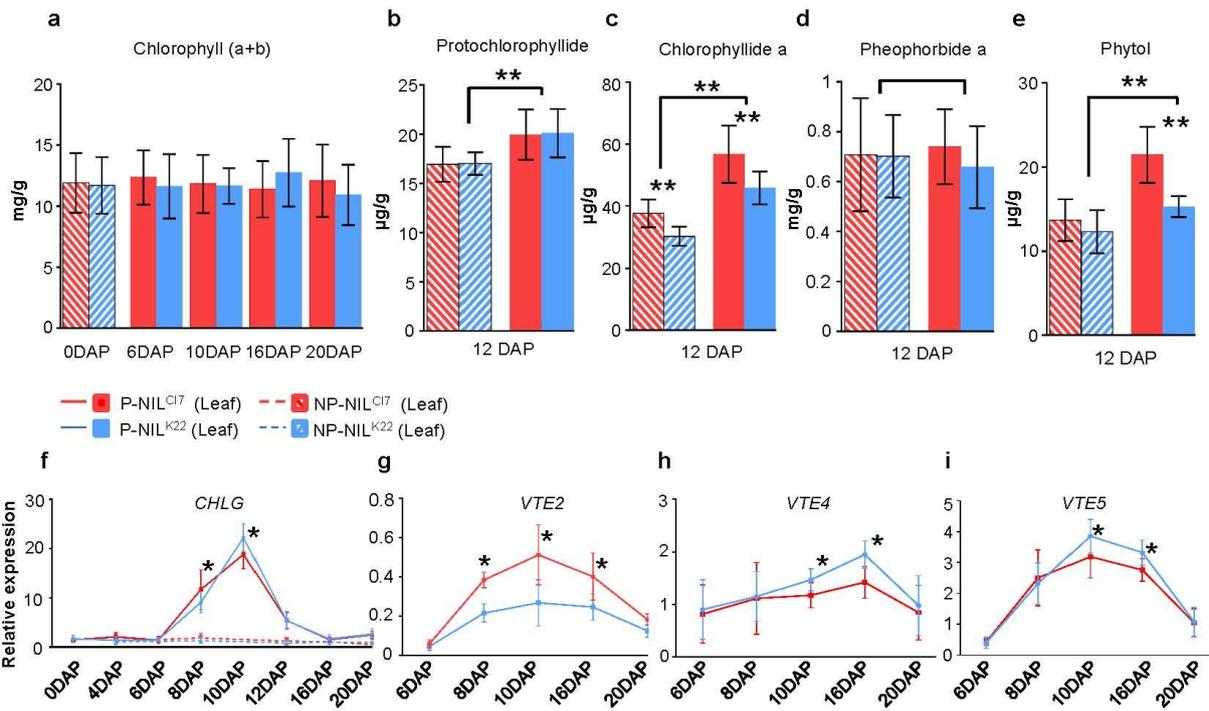 a
Chlorophyll (a+b)
mg/g
20
15
10
5
0
0DAP 6DAP 10DAP 16DAP 20DAP
b
Protochlorophyllide
µg/g
25
20
15
10
5
0
**
12 DAP
c
Chlorophyllide a
µg/g
80
60
40
20
0
**
**
**
12 DAP
d
Pheophorbide a
mg/g
1
0.8
0.6
0.4
0.2
0
12 DAP
e
Phytol
µg/g
30
20
10
0
**
**
12 DAP
P-NIL^CI7 (Leaf)
NP-NIL^CI7 (Leaf)
P-NIL^K22 (Leaf)
NP-NIL^K22 (Leaf)
f
CHLG
Relative expression
30
20
10
0
*
*
0DAP 4DAP 6DAP 8DAP 10DAP 12DAP 16DAP 20DAP
g
VTE2
0.8
0.6
0.4
0.2
0
*
*
*
6DAP 8DAP 10DAP 16DAP 20DAP
h
VTE4
3
2
1
0
*
*
6DAP 8DAP 10DAP 16DAP 20DAP
i
VTE5
5
4
3
2
1
0
*
*
6DAP 8DAP 10DAP 16DAP 20DAP